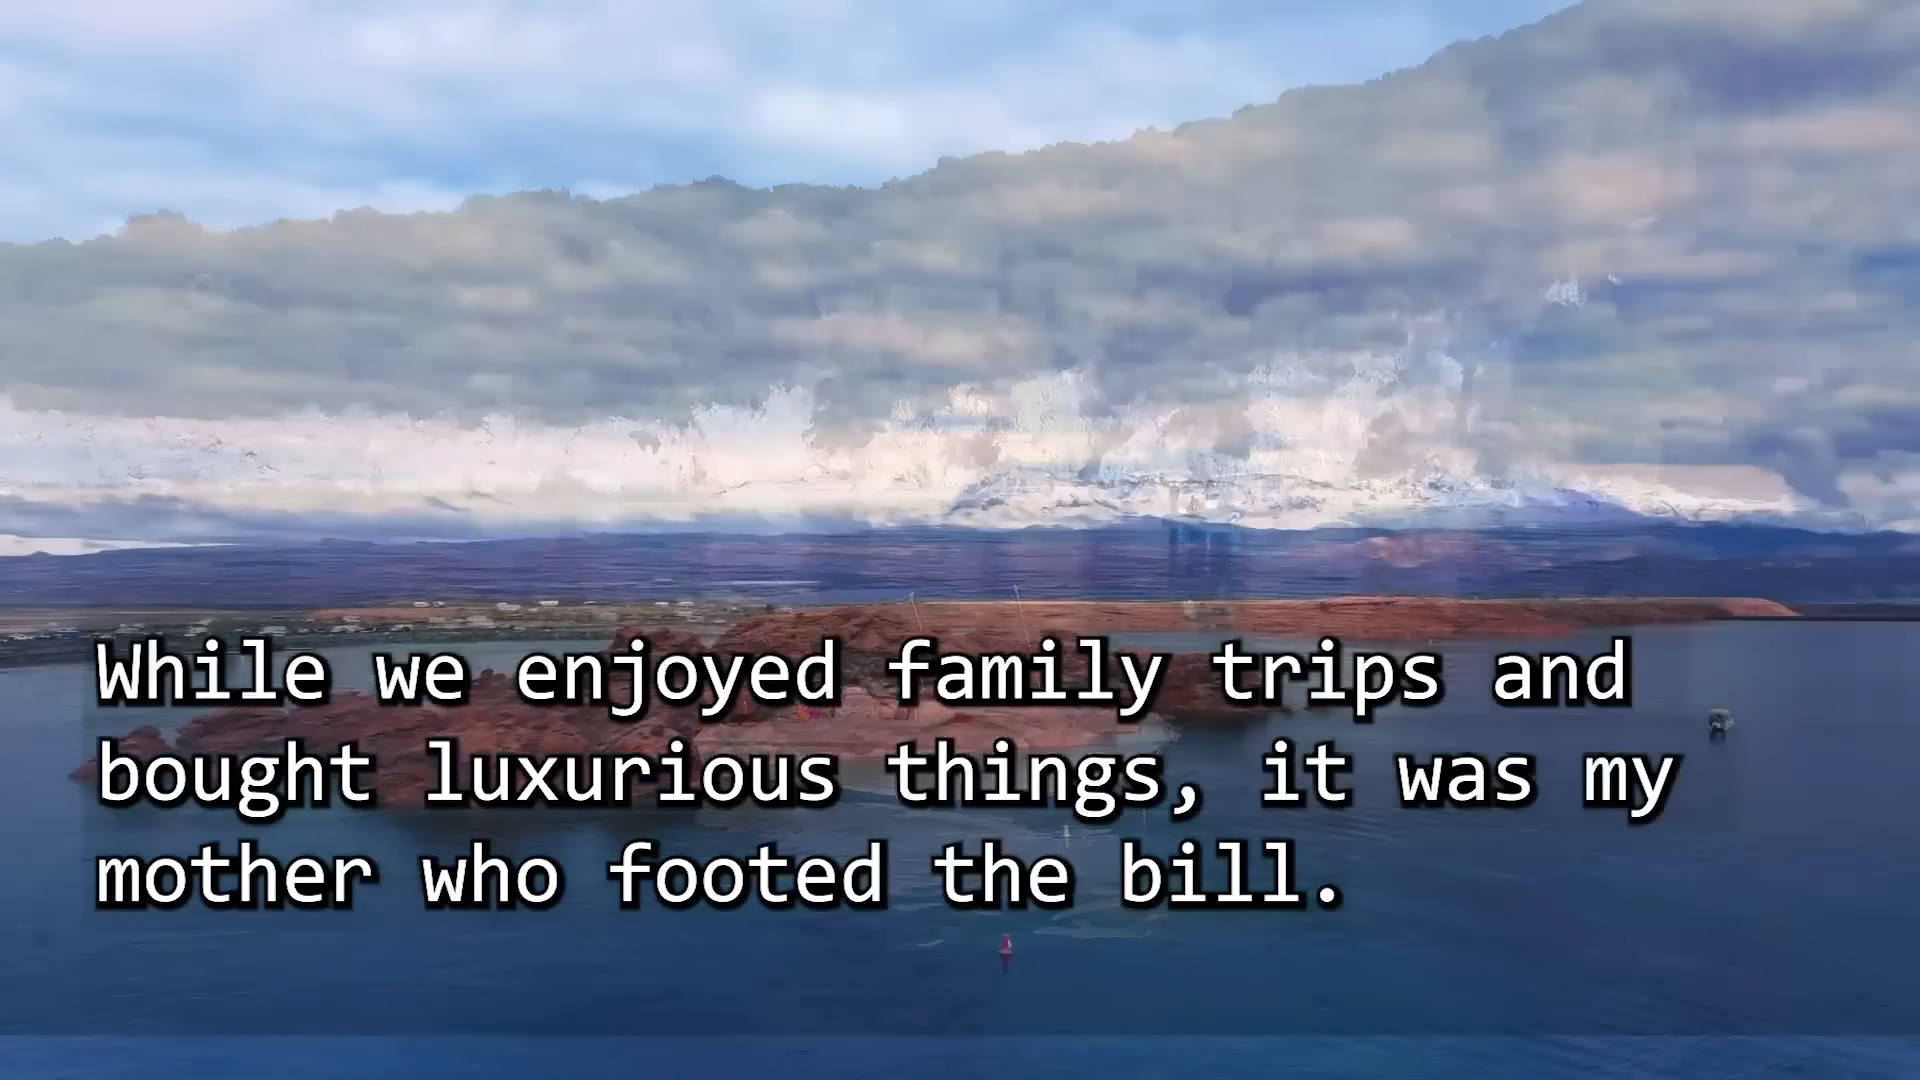 While we enjoyed family trips and
bought luxurious things, it was my
mother who footed the bill.